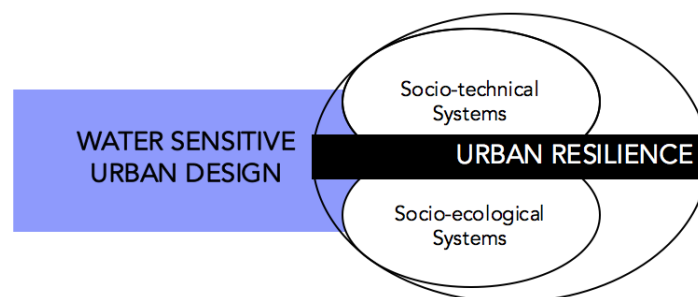 Socio-technical
Systems
WATER SENSITIVE
URBAN DESIGN
URBAN RESILIENCE
Socio-ecological
Systems